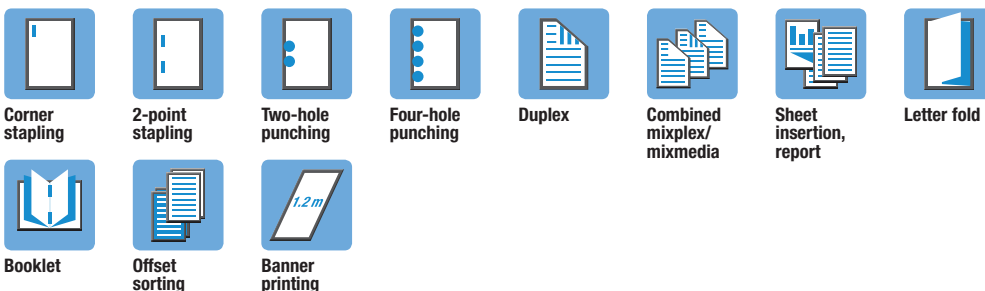 Corner
stapling
2-point
stapling
Two-hole
punching
Four-hole
punching
Duplex
Combined
mixplex/
mixmedia
Sheet
insertion,
report
Letter fold
1.2 m
Booklet
Offset
sorting
Banner
printing